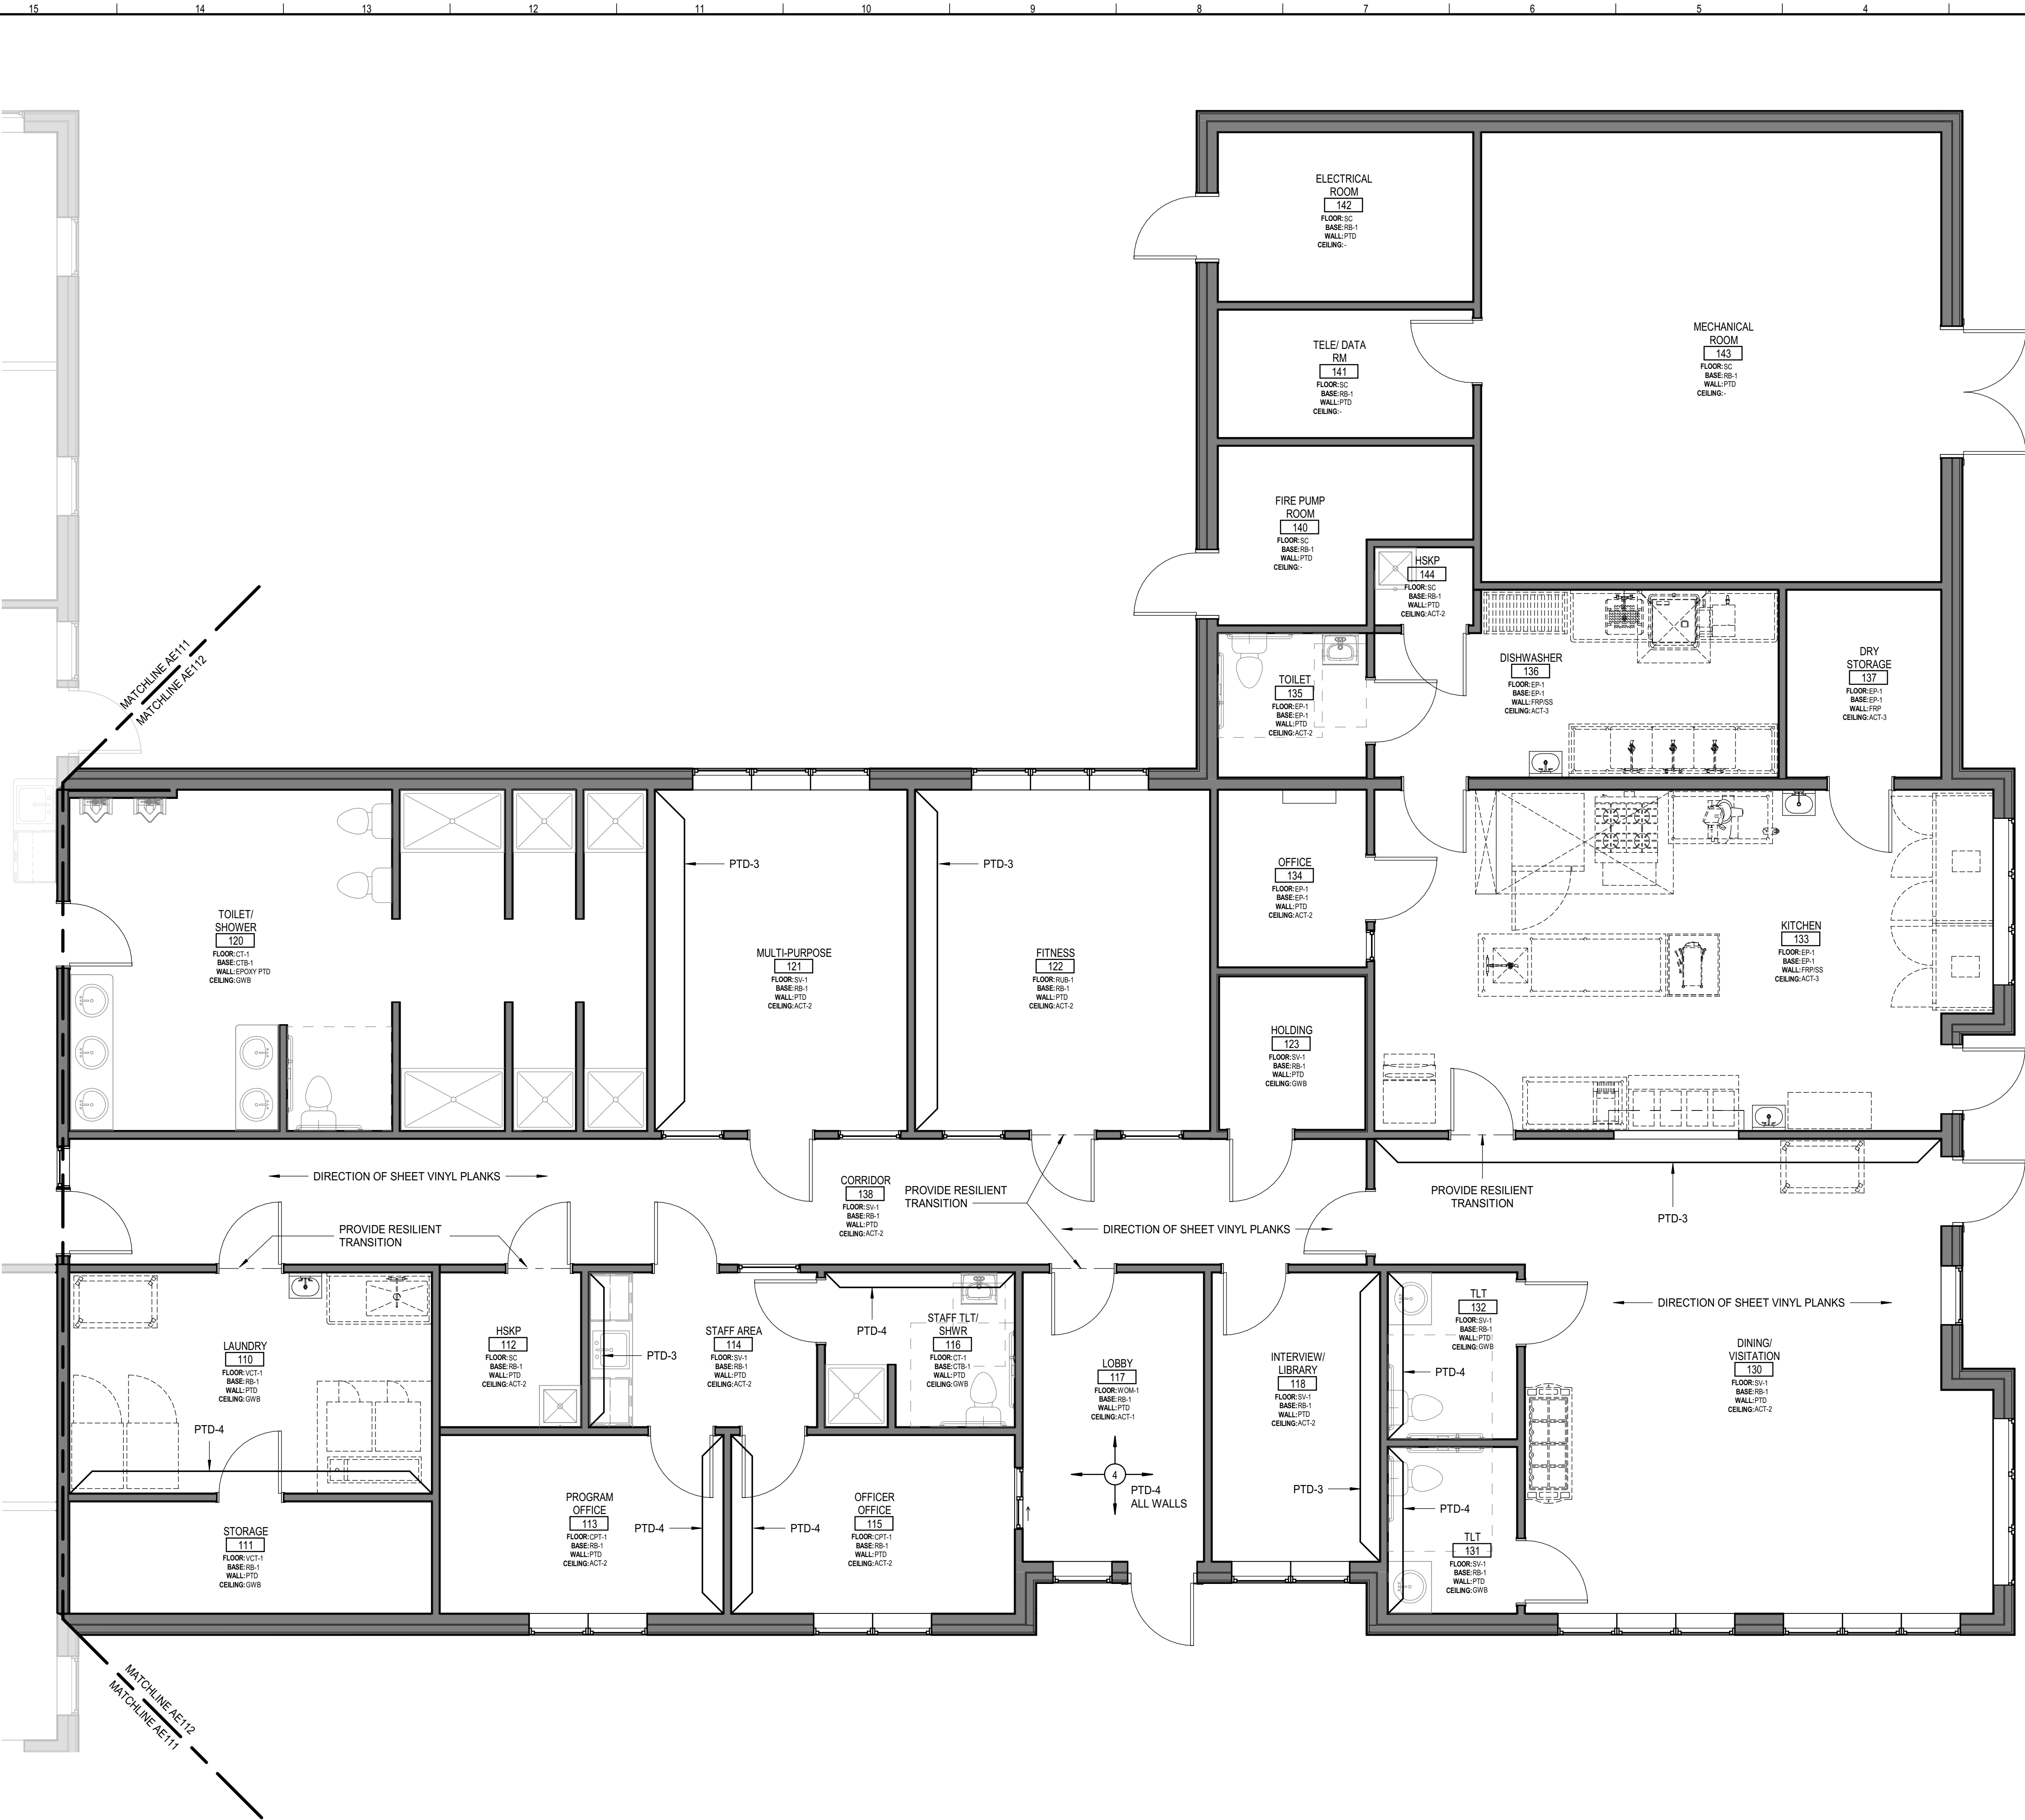 15 14 13 12 11 10 9 8 7 6 5 4
ELECTRICAL
ROOM
142
FLOOR: SC
BASE: RB-1
WALL: PTD
CEILING: -
TELE/ DATA
RM
141
FLOOR: SC
BASE: RB-1
WALL: PTD
CEILING: -
MECHANICAL
ROOM
143
FLOOR: SC
BASE: RB-1
WALL: PTD
CEILING: -
FIRE PUMP
ROOM
140
FLOOR: SC
BASE: RB-1
WALL: PTD
CEILING: -
HSKP
144
FLOOR: SC
BASE: RB-1
WALL: PTD
CEILING: ACT-2
MATCHLINE AE111
MATCHLINE AE112
TOILET
135
FLOOR: EP-1
BASE: EP-1
WALL: PTD
CEILING: ACT-2
DISHWASHER
136
FLOOR: EP-1
BASE: EP-1
WALL: FRP/SS
CEILING: ACT-3
DRY
STORAGE
137
FLOOR: EP-1
BASE: EP-1
WALL: FRP
CEILING: ACT-3
TOILET/
SHOWER
120
FLOOR: CT-1
BASE: CTB-1
WALL: EPOXY PTD
CEILING: GWB
PTD-3
MULTI-PURPOSE
121
FLOOR: SV-1
BASE: RB-1
WALL: PTD
CEILING: ACT-2
PTD-3
FITNESS
122
FLOOR: RUB-1
BASE: RB-1
WALL: PTD
CEILING: ACT-2
OFFICE
134
FLOOR: EP-1
BASE: EP-1
WALL: PTD
CEILING: ACT-2
HOLDING
123
FLOOR: SV-1
BASE: RB-1
WALL: PTD
CEILING: GWB
KITCHEN
133
FLOOR: EP-1
BASE: EP-1
WALL: FRP/SS
CEILING: ACT-3
DIRECTION OF SHEET VINYL PLANKS
PROVIDE RESILIENT
TRANSITION
CORRIDOR
138
FLOOR: SV-1
BASE: RB-1
WALL: PTD
CEILING: ACT-2
PROVIDE RESILIENT
TRANSITION
DIRECTION OF SHEET VINYL PLANKS
PROVIDE RESILIENT
TRANSITION
PTD-3
LAUNDRY
110
FLOOR: VCT-1
BASE: RB-1
WALL: PTD
CEILING: GWB
PTD-4
HSKP
112
FLOOR: SC
BASE: RB-1
WALL: PTD
CEILING: ACT-2
PTD-3
STAFF AREA
114
FLOOR: SV-1
BASE: RB-1
WALL: PTD
CEILING: ACT-2
PTD-4
STAFF TLT/
SHWR
116
FLOOR: CT-1
BASE: CTB-1
WALL: PTD
CEILING: GWB
LOBBY
117
FLOOR: WOM-1
BASE: RB-1
WALL: PTD
CEILING: ACT-1
4
PTD-4
ALL WALLS
INTERVIEW/
LIBRARY
118
FLOOR: SV-1
BASE: RB-1
WALL: PTD
CEILING: ACT-2
PTD-3
TLT
132
FLOOR: SV-1
BASE: RB-1
WALL: PTD
CEILING: GWB
PTD-4
DIRECTION OF SHEET VINYL PLANKS
DINING/
VISITATION
130
FLOOR: SV-1
BASE: RB-1
WALL: PTD
CEILING: ACT-2
STORAGE
111
FLOOR: VCT-1
BASE: RB-1
WALL: PTD
CEILING: GWB
PROGRAM
OFFICE
113
FLOOR: CPT-1
BASE: RB-1
WALL: PTD
CEILING: ACT-2
PTD-4
PTD-4
OFFICER
OFFICE
115
FLOOR: CPT-1
BASE: RB-1
WALL: PTD
CEILING: ACT-2
PTD-4
TLT
131
FLOOR: SV-1
BASE: RB-1
WALL: PTD
CEILING: GWB
MATCHLINE AE112
MATCHLINE AE111